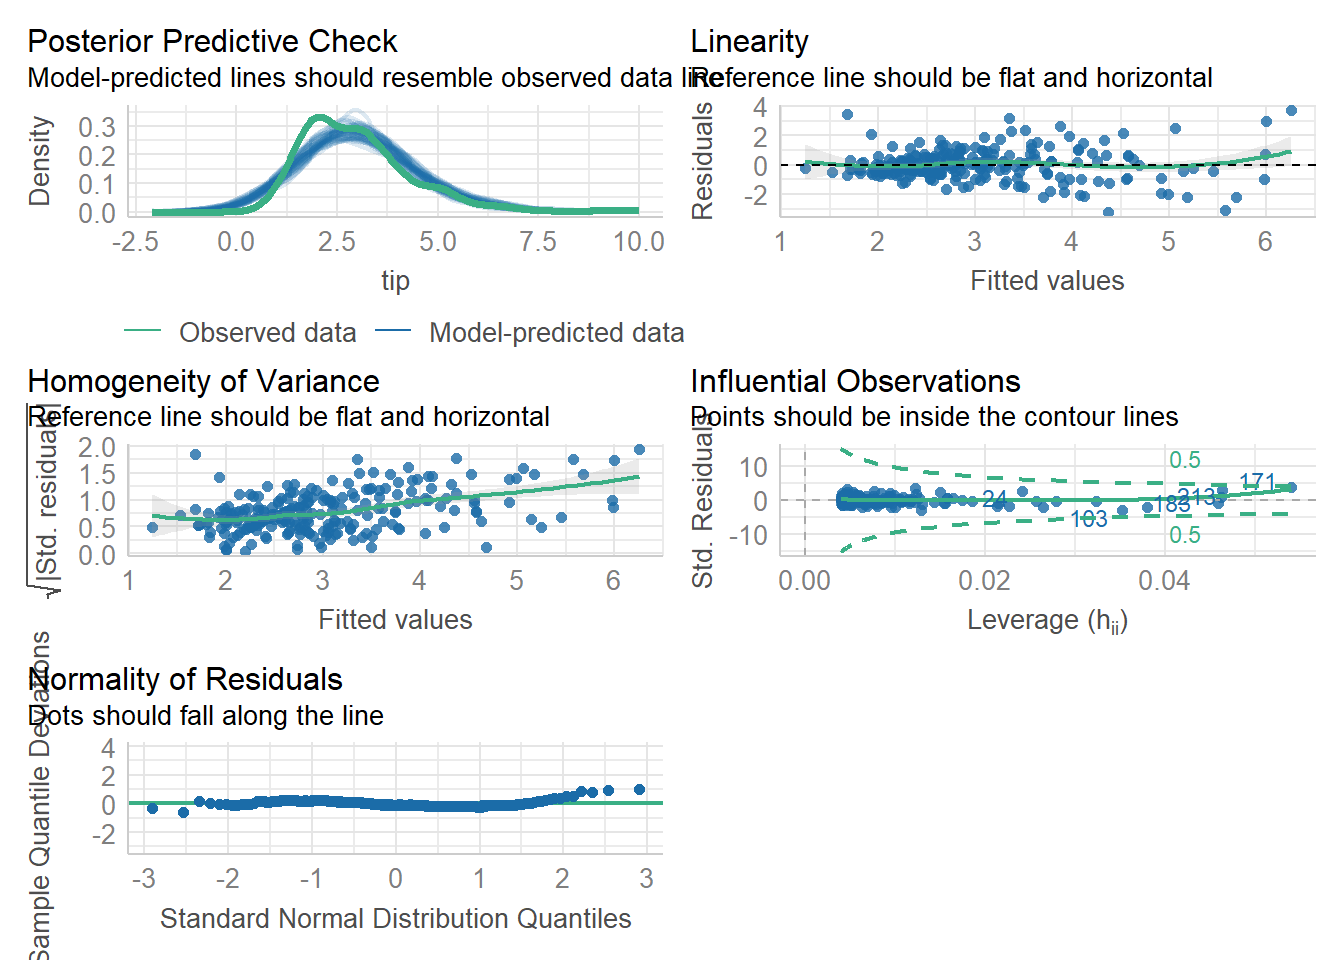 Posterior Predictive Check
Model-predicted lines should resemble observed data line
Density
0.3
0.2
0.1
0.0
-2.5 0.0 2.5 5.0 7.5 10.0
tip
Observed data Model-predicted data
Linearity
Reference line should be flat and horizontal
Residuals
4
2
0
-2
1 2 3 4 5 6
Fitted values
Homogeneity of Variance
Reference line should be flat and horizontal
√|Std. residuals|
2.0
1.5
1.0
0.5
0.0
1 2 3 4 5 6
Fitted values
Influential Observations
Points should be inside the contour lines
Std. Residuals
10
0
-10
0.5
171
24
213
183
103
0.5
0.00 0.02 0.04
Leverage (hii)
Normality of Residuals
Dots should fall along the line
Sample Quantile Deviations
4
2
0
-2
-3 -2 -1 0 1 2 3
Standard Normal Distribution Quantiles